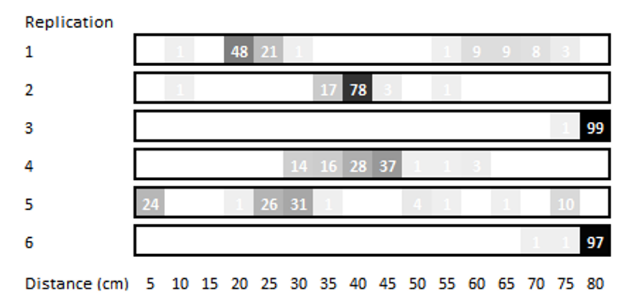 Replication
1 1 48 21 1 1 9 9 8 3
2 1 17 78 3 1
3 1 99
4 14 16 28 37 1 1 3
5 24 1 26 31 1 4 1 1 10
6 1 1 97
Distance (cm) 5 10 15 20 25 30 35 40 45 50 55 60 65 70 75 80